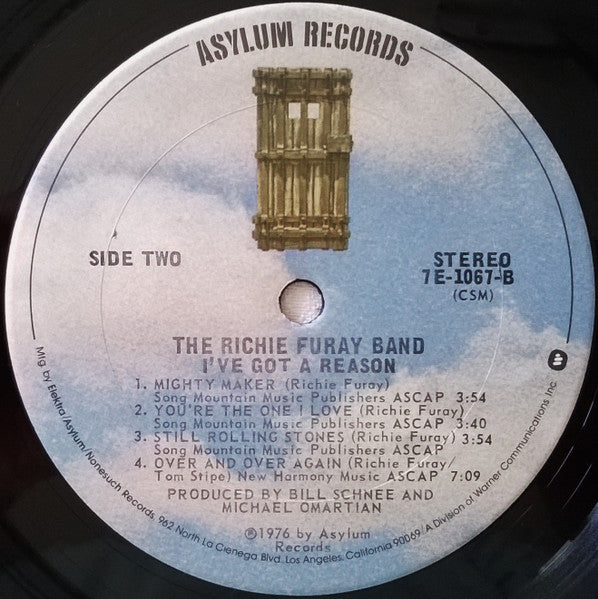 ASYLUM RECORDS
SIDE TWO
STEREO
7E-1067-B
(CSM)
THE RICHIE FURAY BAND
I'VE GOT A REASON
1. MIGHTY MAKER (Richie Furay)
Song Mountain Music Publishers ASCAP 3:54
2. YOU'RE THE ONE I LOVE (Richie Furay)
Song Mountain Music Publishers ASCAP 3:40
3. STILL ROLLING STONES (Richie Furay) 3:54
Song Mountain Music Publishers ASCAP
4. OVER AND OVER AGAIN (Richie Furay/
Tom Stipe) New Harmony Music ASCAP 7:09
PRODUCED BY BILL SCHNEE AND
MICHAEL OMARTIAN
℗1976 by Asylum
Records
Mfg by Elektra/Asylum/Nonesuch Records, 962 North La Cienega Blvd., Los Angeles, California 90069/A Division of Warner Communications Inc